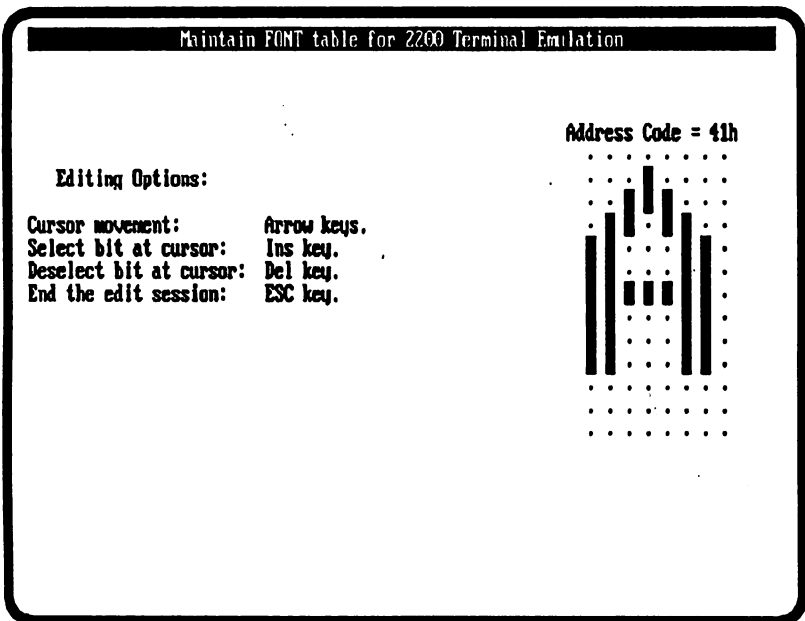 Maintain FONT table for 2200 Terminal Emulation
Address Code = 41h
Editing Options:
Cursor movement: Arrow keys.
Select bit at cursor: Ins key.
Deselect bit at cursor: Del key.
End the edit session: ESC key.